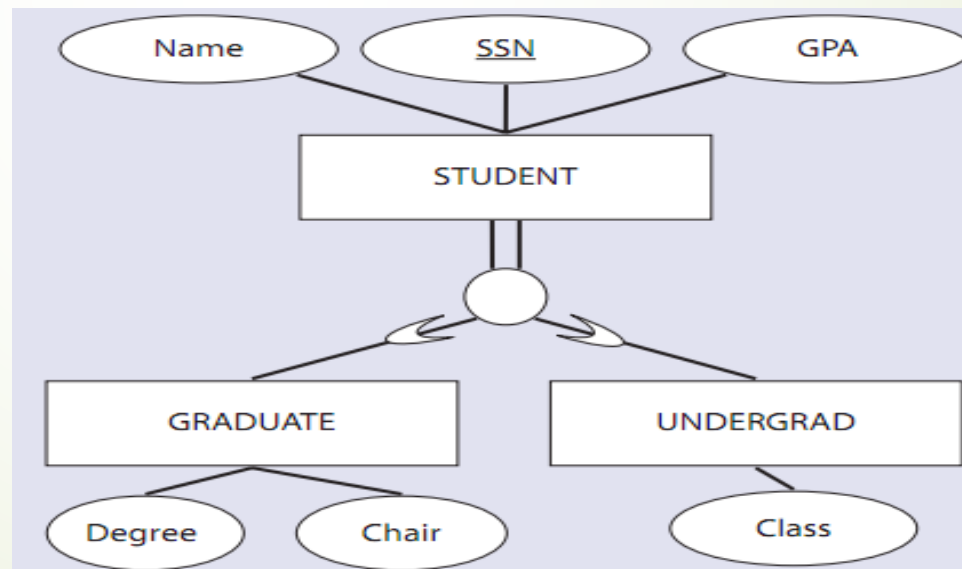 Name SSN GPA
STUDENT
GRADUATE UNDERGRAD
Degree Chair Class